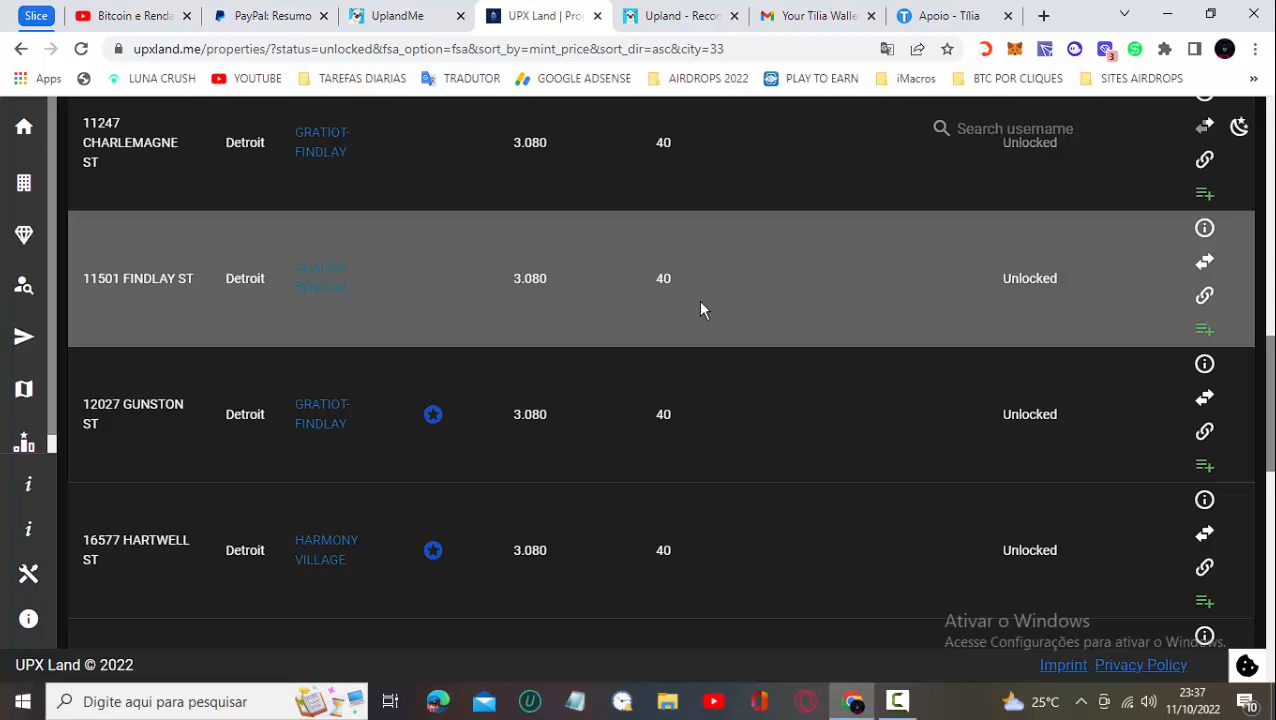 Slice
Bitcoin e Renda
PayPal: Resumo
UplandMe
UPX Land | Pro
Upland - Reco
Your Tilia Walle
Apoio - Tilia
upxland.me/properties/?status=unlocked&fsa_option=fsa&sort_by=mint_price&sort_dir=asc&city=33
3
Apps
LUNA CRUSH
YOUTUBE
TAREFAS DIARIAS
TRADUTOR
GOOGLE ADSENSE
AIRDROPS 2022
PLAY TO EARN
iMacros
BTC POR CLIQUES
SITES AIRDROPS
»
Search username
11247
CHARLEMAGNE
ST
Detroit
GRATIOT-
FINDLAY
3.080
40
Unlocked
11501 FINDLAY ST
Detroit
GRATIOT-
FINDLAY
3.080
40
Unlocked
12027 GUNSTON
ST
Detroit
GRATIOT-
FINDLAY
3.080
40
Unlocked
16577 HARTWELL
ST
Detroit
HARMONY
VILLAGE
3.080
40
Unlocked
Ativar o Windows
Acesse Configurações para ativar o Windows.
UPX Land © 2022
Imprint
Privacy Policy
Digite aqui para pesquisar
25°C
23:37
11/10/2022
10